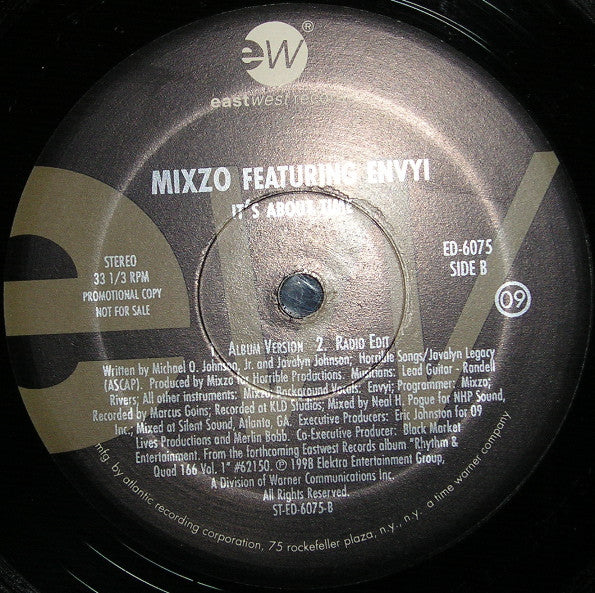 ew®
eastwest records
MIXZO FEATURING ENVYI
IT'S ABOUT TIME
STEREO
33 1/3 RPM
PROMOTIONAL COPY
NOT FOR SALE
ED-6075
SIDE B
09
Album Version 2. Radio Edit
Written by Michael O. Johnson, Jr. and Javalyn Johnson; Horrible Songs/Javalyn Legacy
(ASCAP). Produced by Mixzo for Horrible Productions. Musicians: Lead Guitar - Randell
Rivers; All other instruments: Mixzo; Background Vocals: Envyi; Programmer: Mixzo;
Recorded by Marcus Goins; Recorded at KLD Studios; Mixed by Neal H. Pogue for NHP Sound,
Inc.; Mixed at Silent Sound, Atlanta, GA. Executive Producers: Eric Johnston for 09
Lives Productions and Merlin Bobb. Co-Executive Producer: Black Market
Entertainment. From the forthcoming Eastwest Records album "Rhythm &
Quad 166 Vol. 1" #62150. ℗ 1998 Elektra Entertainment Group,
A Division of Warner Communications Inc.
All Rights Reserved.
ST-ED-6075-B
mfg. by atlantic recording corporation, 75 rockefeller plaza, n.y., n.y. a time warner company
ew